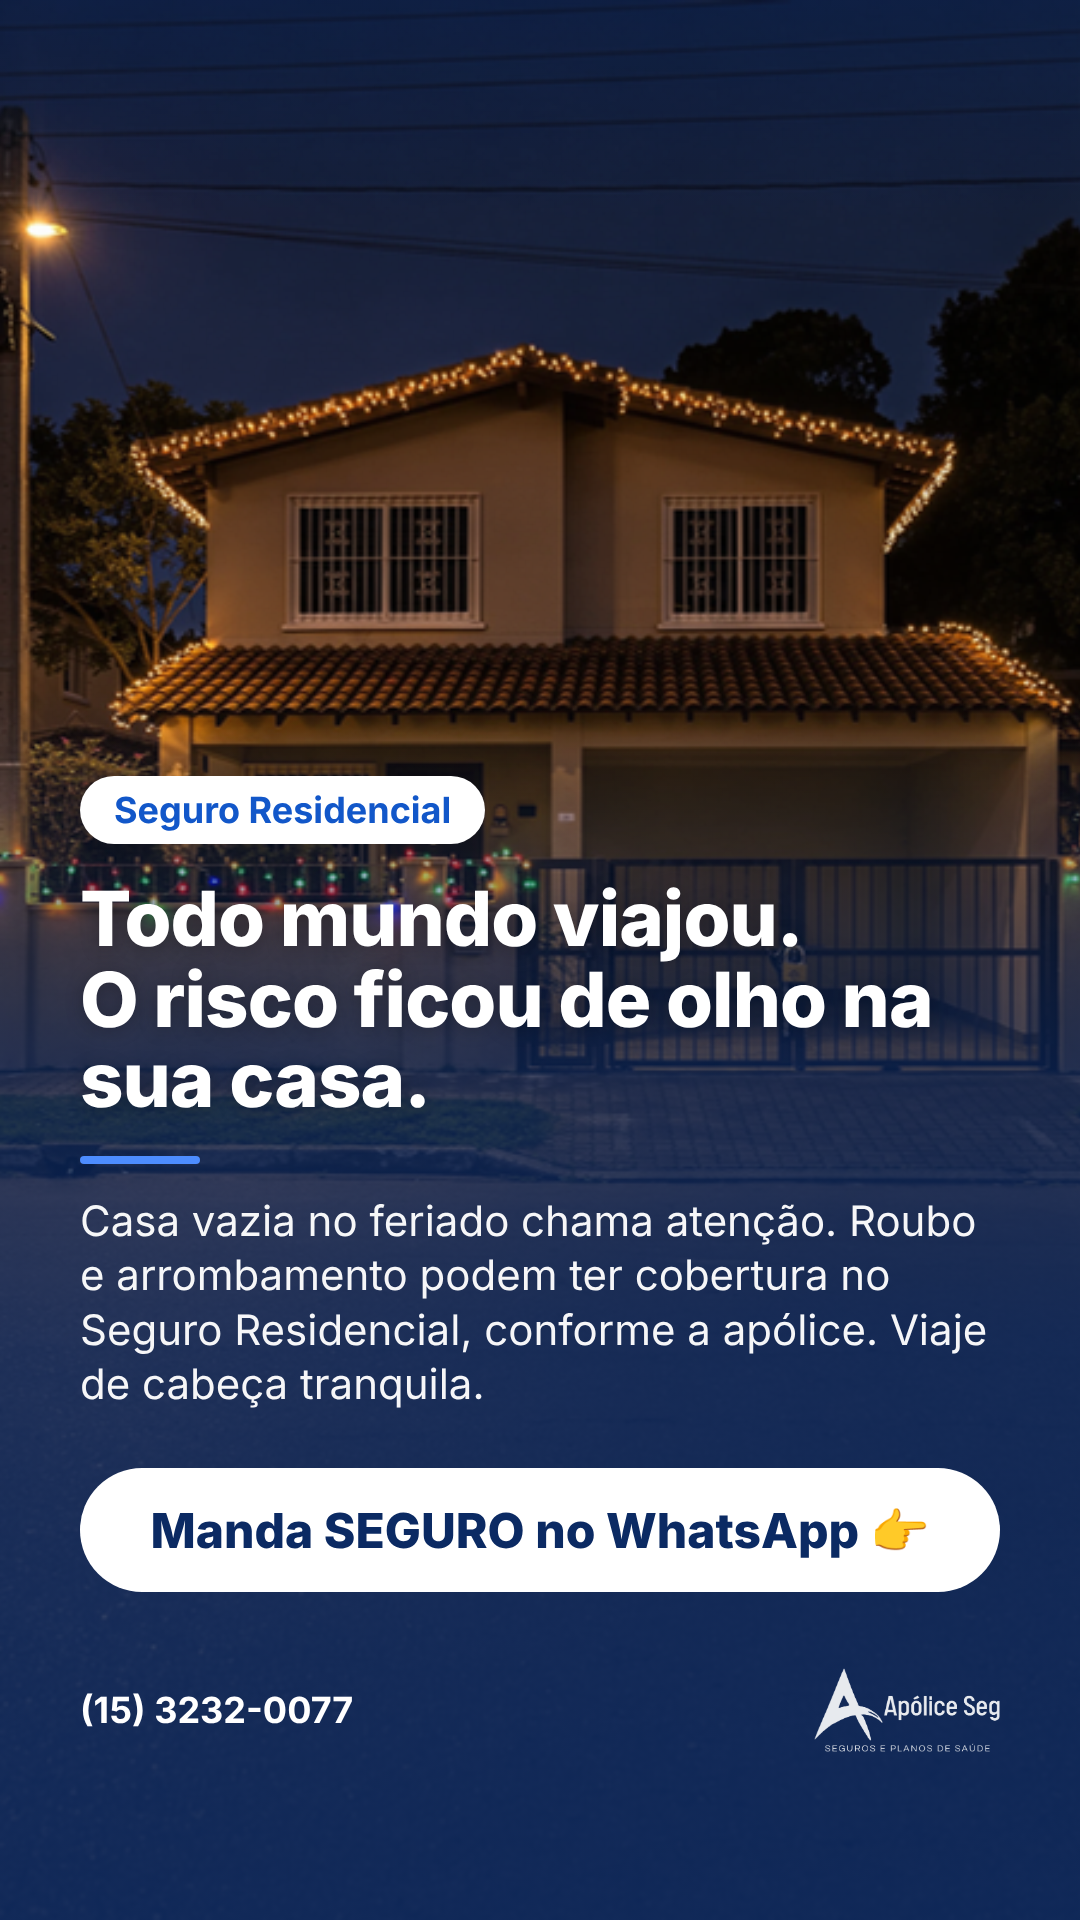 Seguro Residencial
Todo mundo viajou.
O risco ficou de olho na
sua casa.
Casa vazia no feriado chama atenção. Roubo
e arrombamento podem ter cobertura no
Seguro Residencial, conforme a apólice. Viaje
de cabeça tranquila.
Manda SEGURO no WhatsApp 👉
(15) 3232-0077
Apólice Seg
SEGUROS E PLANOS DE SAÚDE